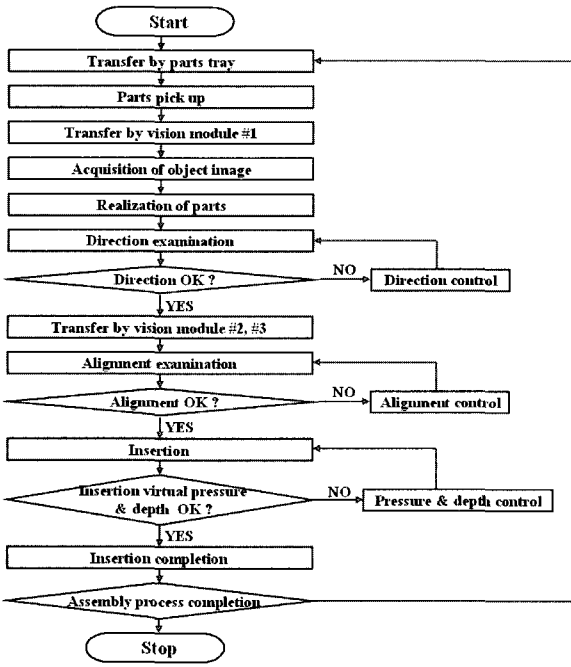 Start
Transfer by parts tray
Parts pick up
Transfer by vision module #1
Acquisition of object image
Realization of parts
Direction examination
Direction OK ?
NO
Direction control
YES
Transfer by vision module #2, #3
Alignment examination
Alignment OK ?
NO
Alignment control
YES
Insertion
Insertion virtual pressure
& depth OK ?
NO
Pressure & depth control
YES
Insertion completion
Assembly process completion
Stop